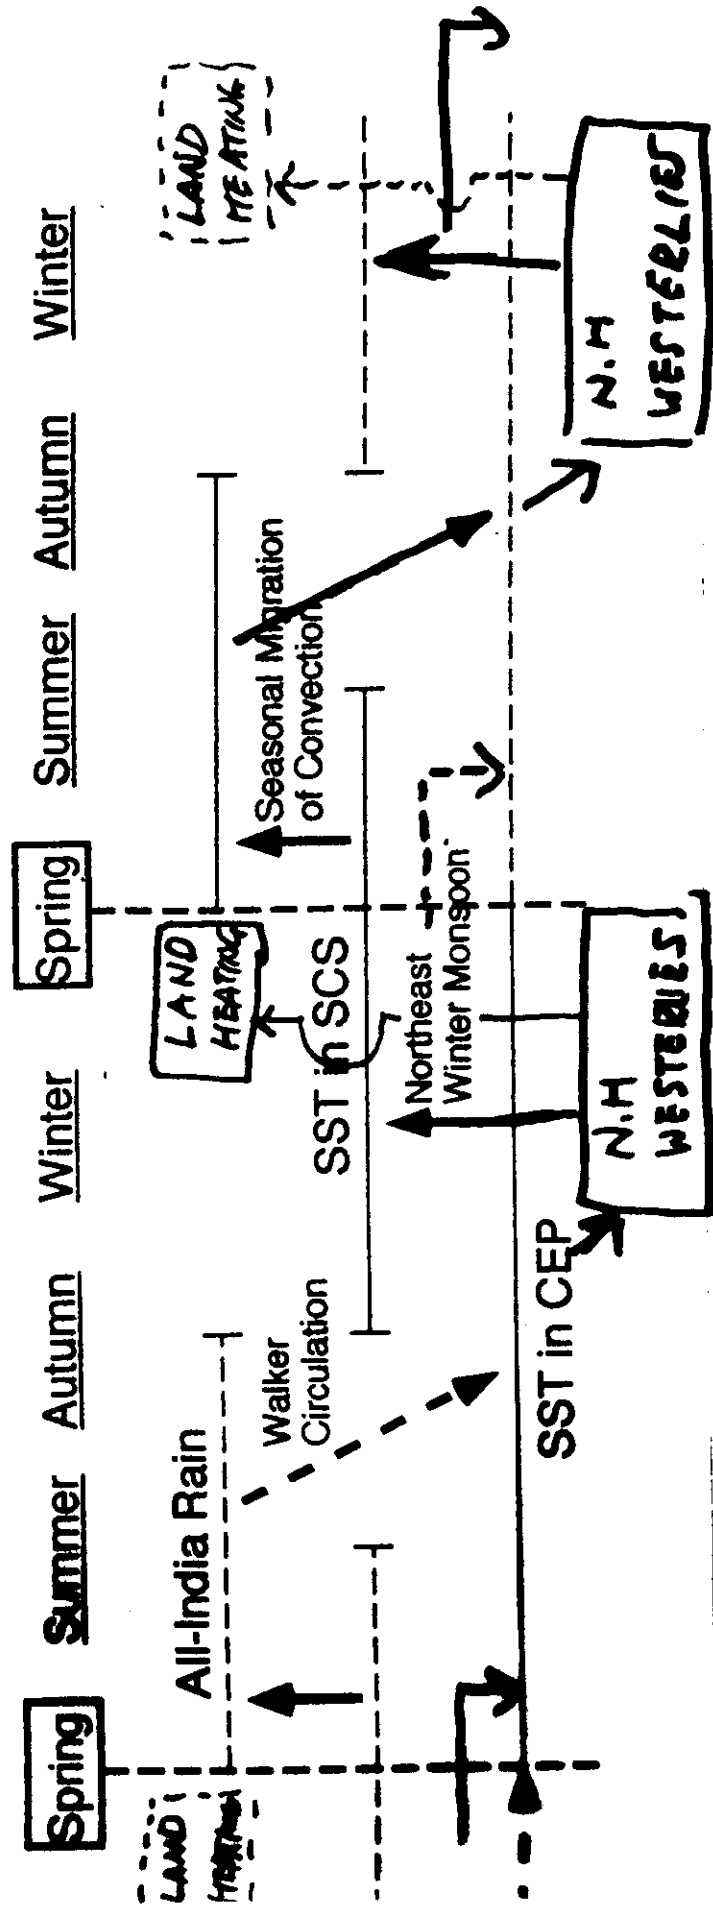 Spring Summer Autumn Winter Spring Summer Autumn Winter
LAND
HEATING
All-India Rain
Walker
Circulation
LAND
HEATING
Seasonal Migration
of Convection
LAND
HEATING
SST in SCS
Northeast
Winter Monsoon
SST in CEP
N.H
WESTERLIES
N.H
WESTERLIES